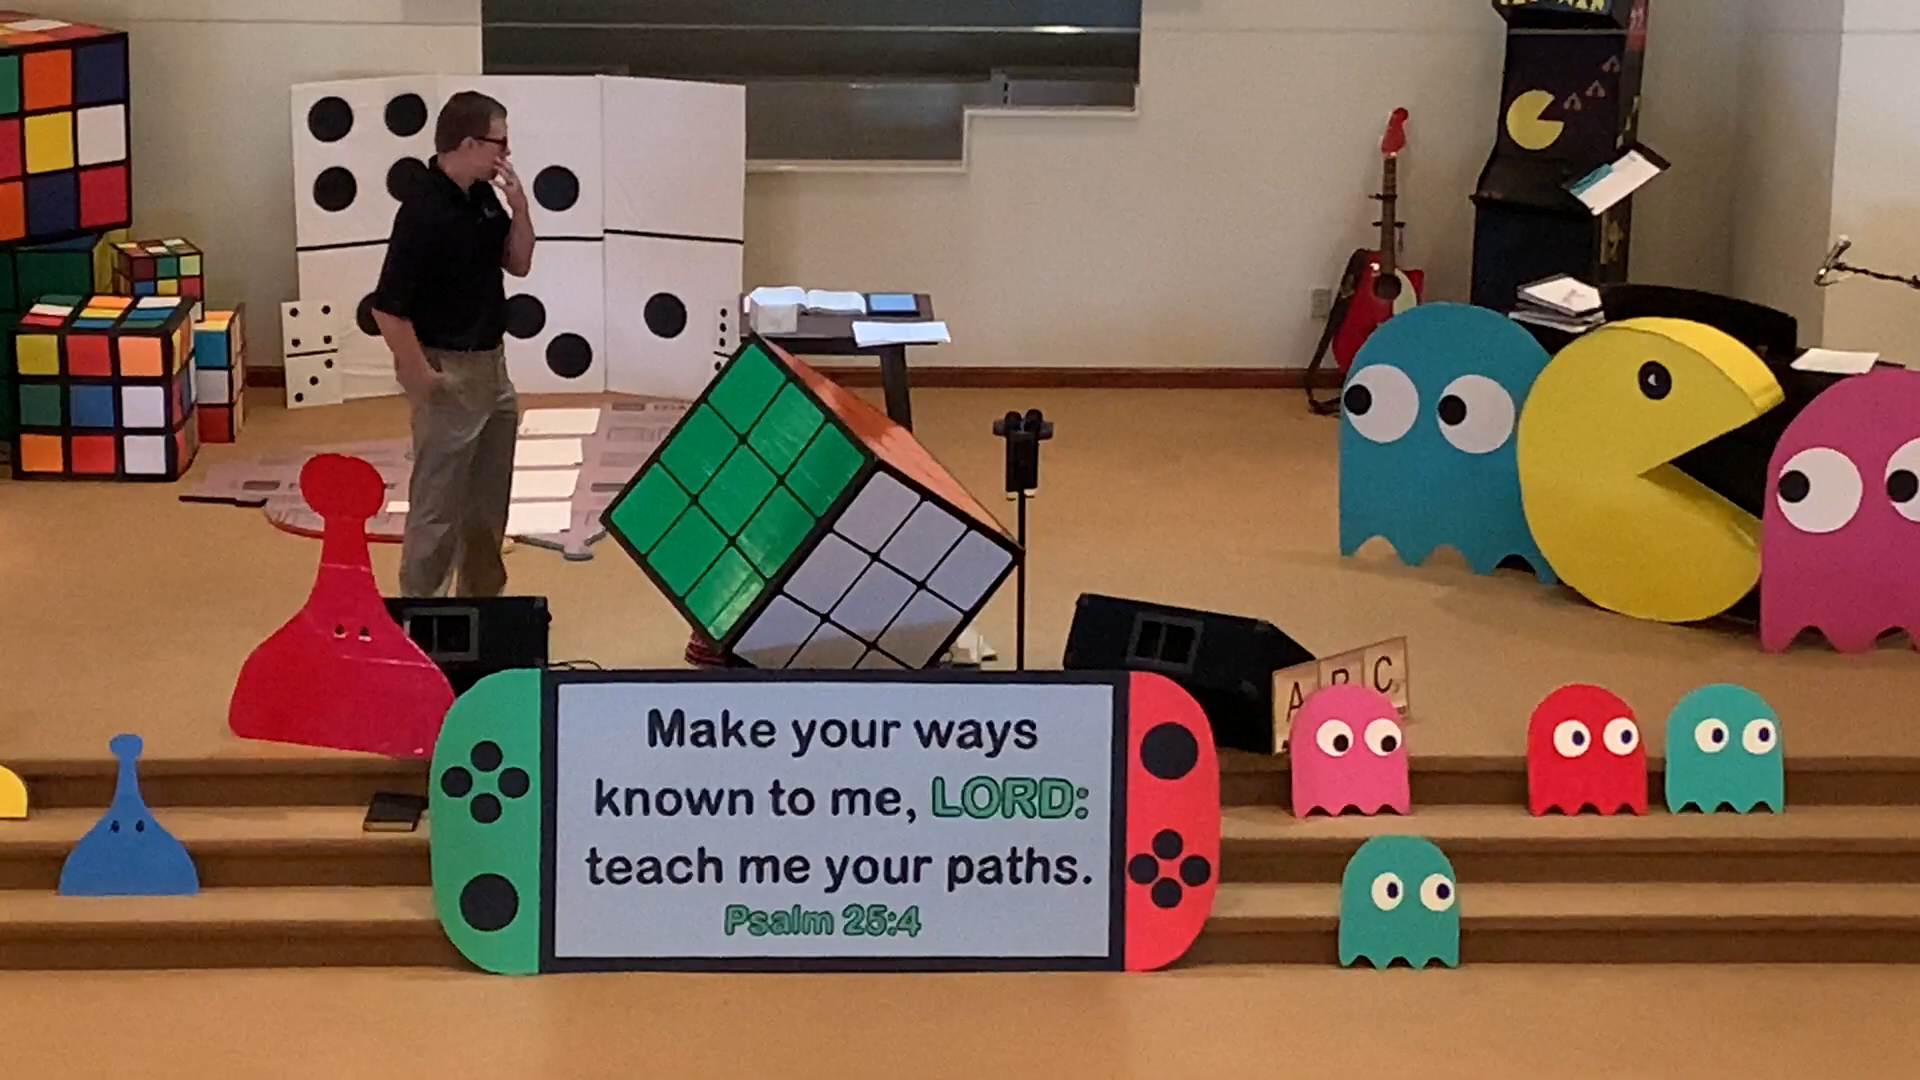 Make your ways
known to me, LORD:
teach me your paths.
Psalm 25:4
A B C